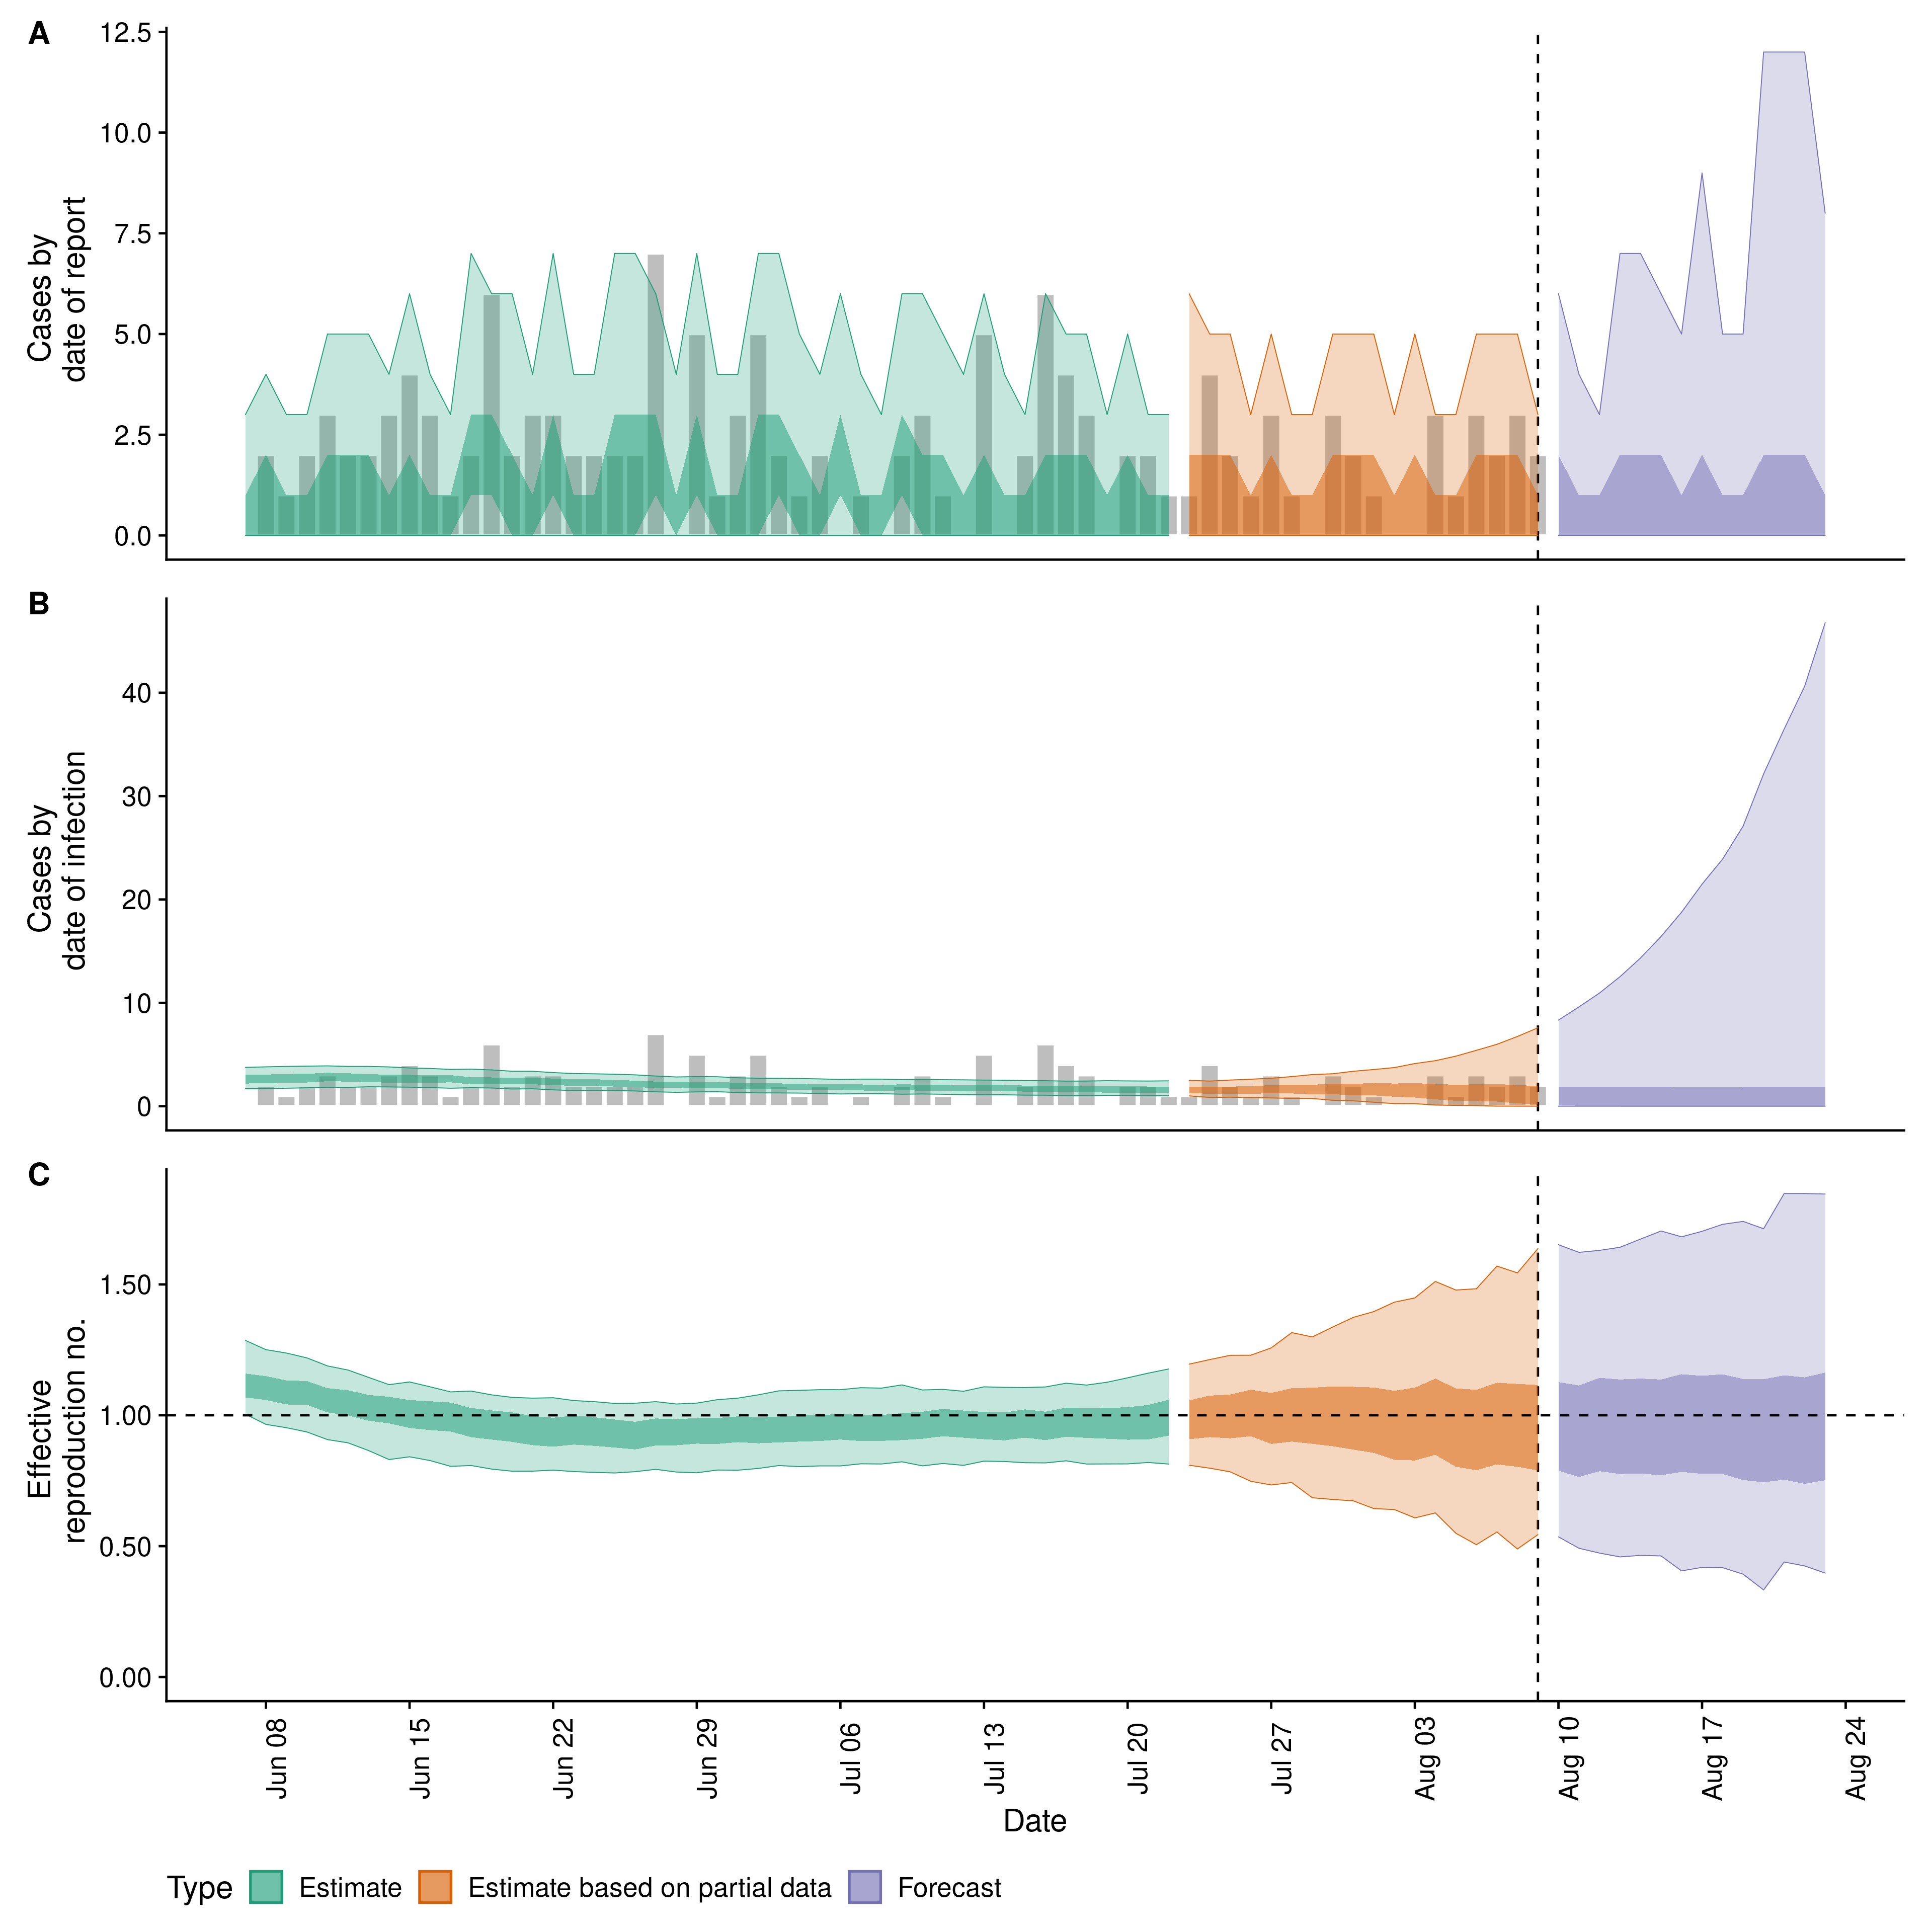 A
12.5
10.0
7.5
5.0
2.5
0.0
Cases by
date of report
B
40
30
20
10
0
Cases by
date of infection
C
1.50
1.00
0.50
0.00
Effective
reproduction no.
Jun 08
Jun 15
Jun 22
Jun 29
Jul 06
Jul 13
Jul 20
Jul 27
Aug 03
Aug 10
Aug 17
Aug 24
Date
Type Estimate Estimate based on partial data Forecast